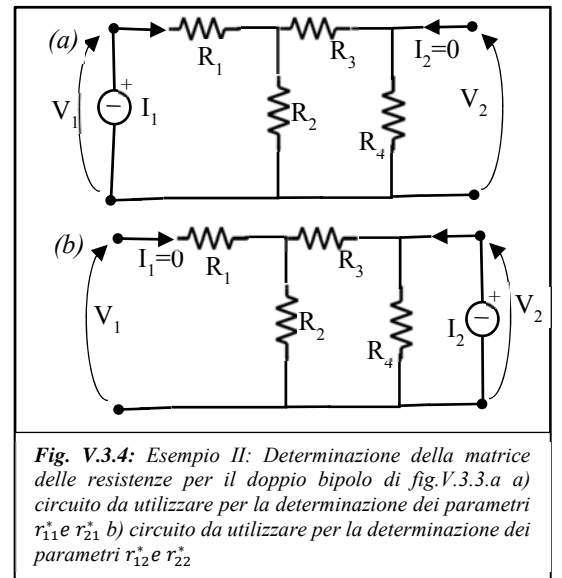 (a)
R1
R3
I2=0
+
−
V1
I1
R2
R4
V2
(b)
I1=0
R1
R3
+
−
V1
R2
R4
I2
V2
Fig. V.3.4: Esempio II: Determinazione della matrice
delle resistenze per il doppio bipolo di fig.V.3.3.a a)
circuito da utilizzare per la determinazione dei parametri
r*11e r*21 b) circuito da utilizzare per la determinazione dei
parametri r*12e r*22